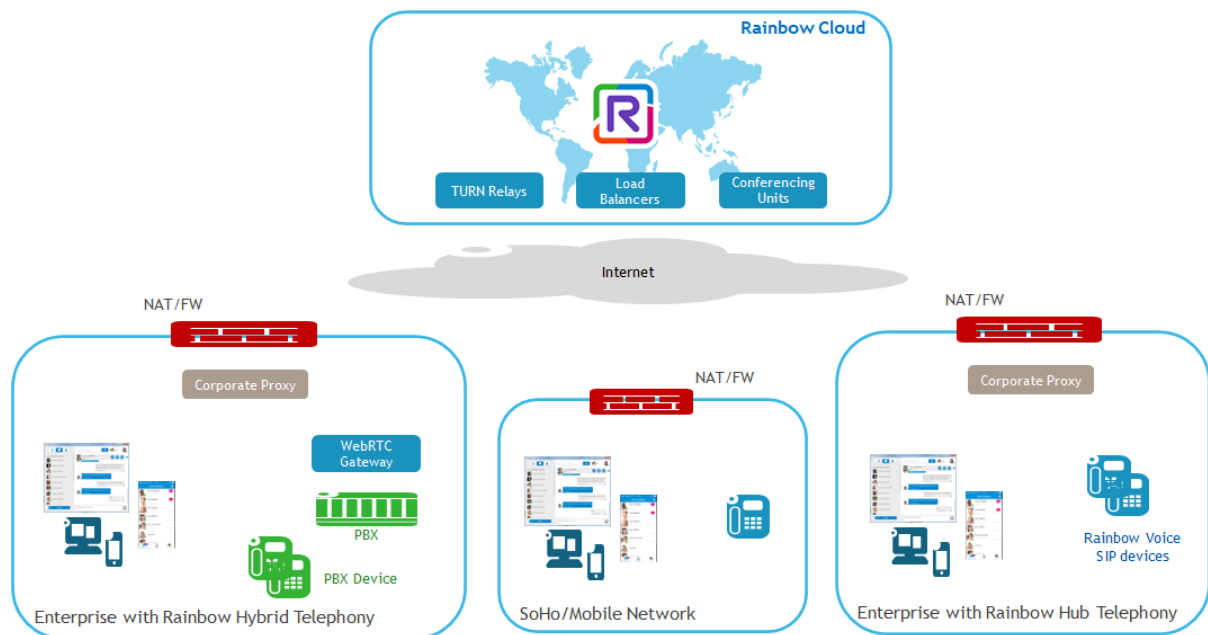 Rainbow Cloud
R
TURN Relays
Load
Balancers
Conferencing
Units
Internet
NAT/FW
NAT/FW
NAT/FW
Corporate Proxy
Corporate Proxy
WebRTC
Gateway
PBX
PBX Device
Rainbow Voice
SIP devices
Enterprise with Rainbow Hybrid Telephony
SoHo/Mobile Network
Enterprise with Rainbow Hub Telephony